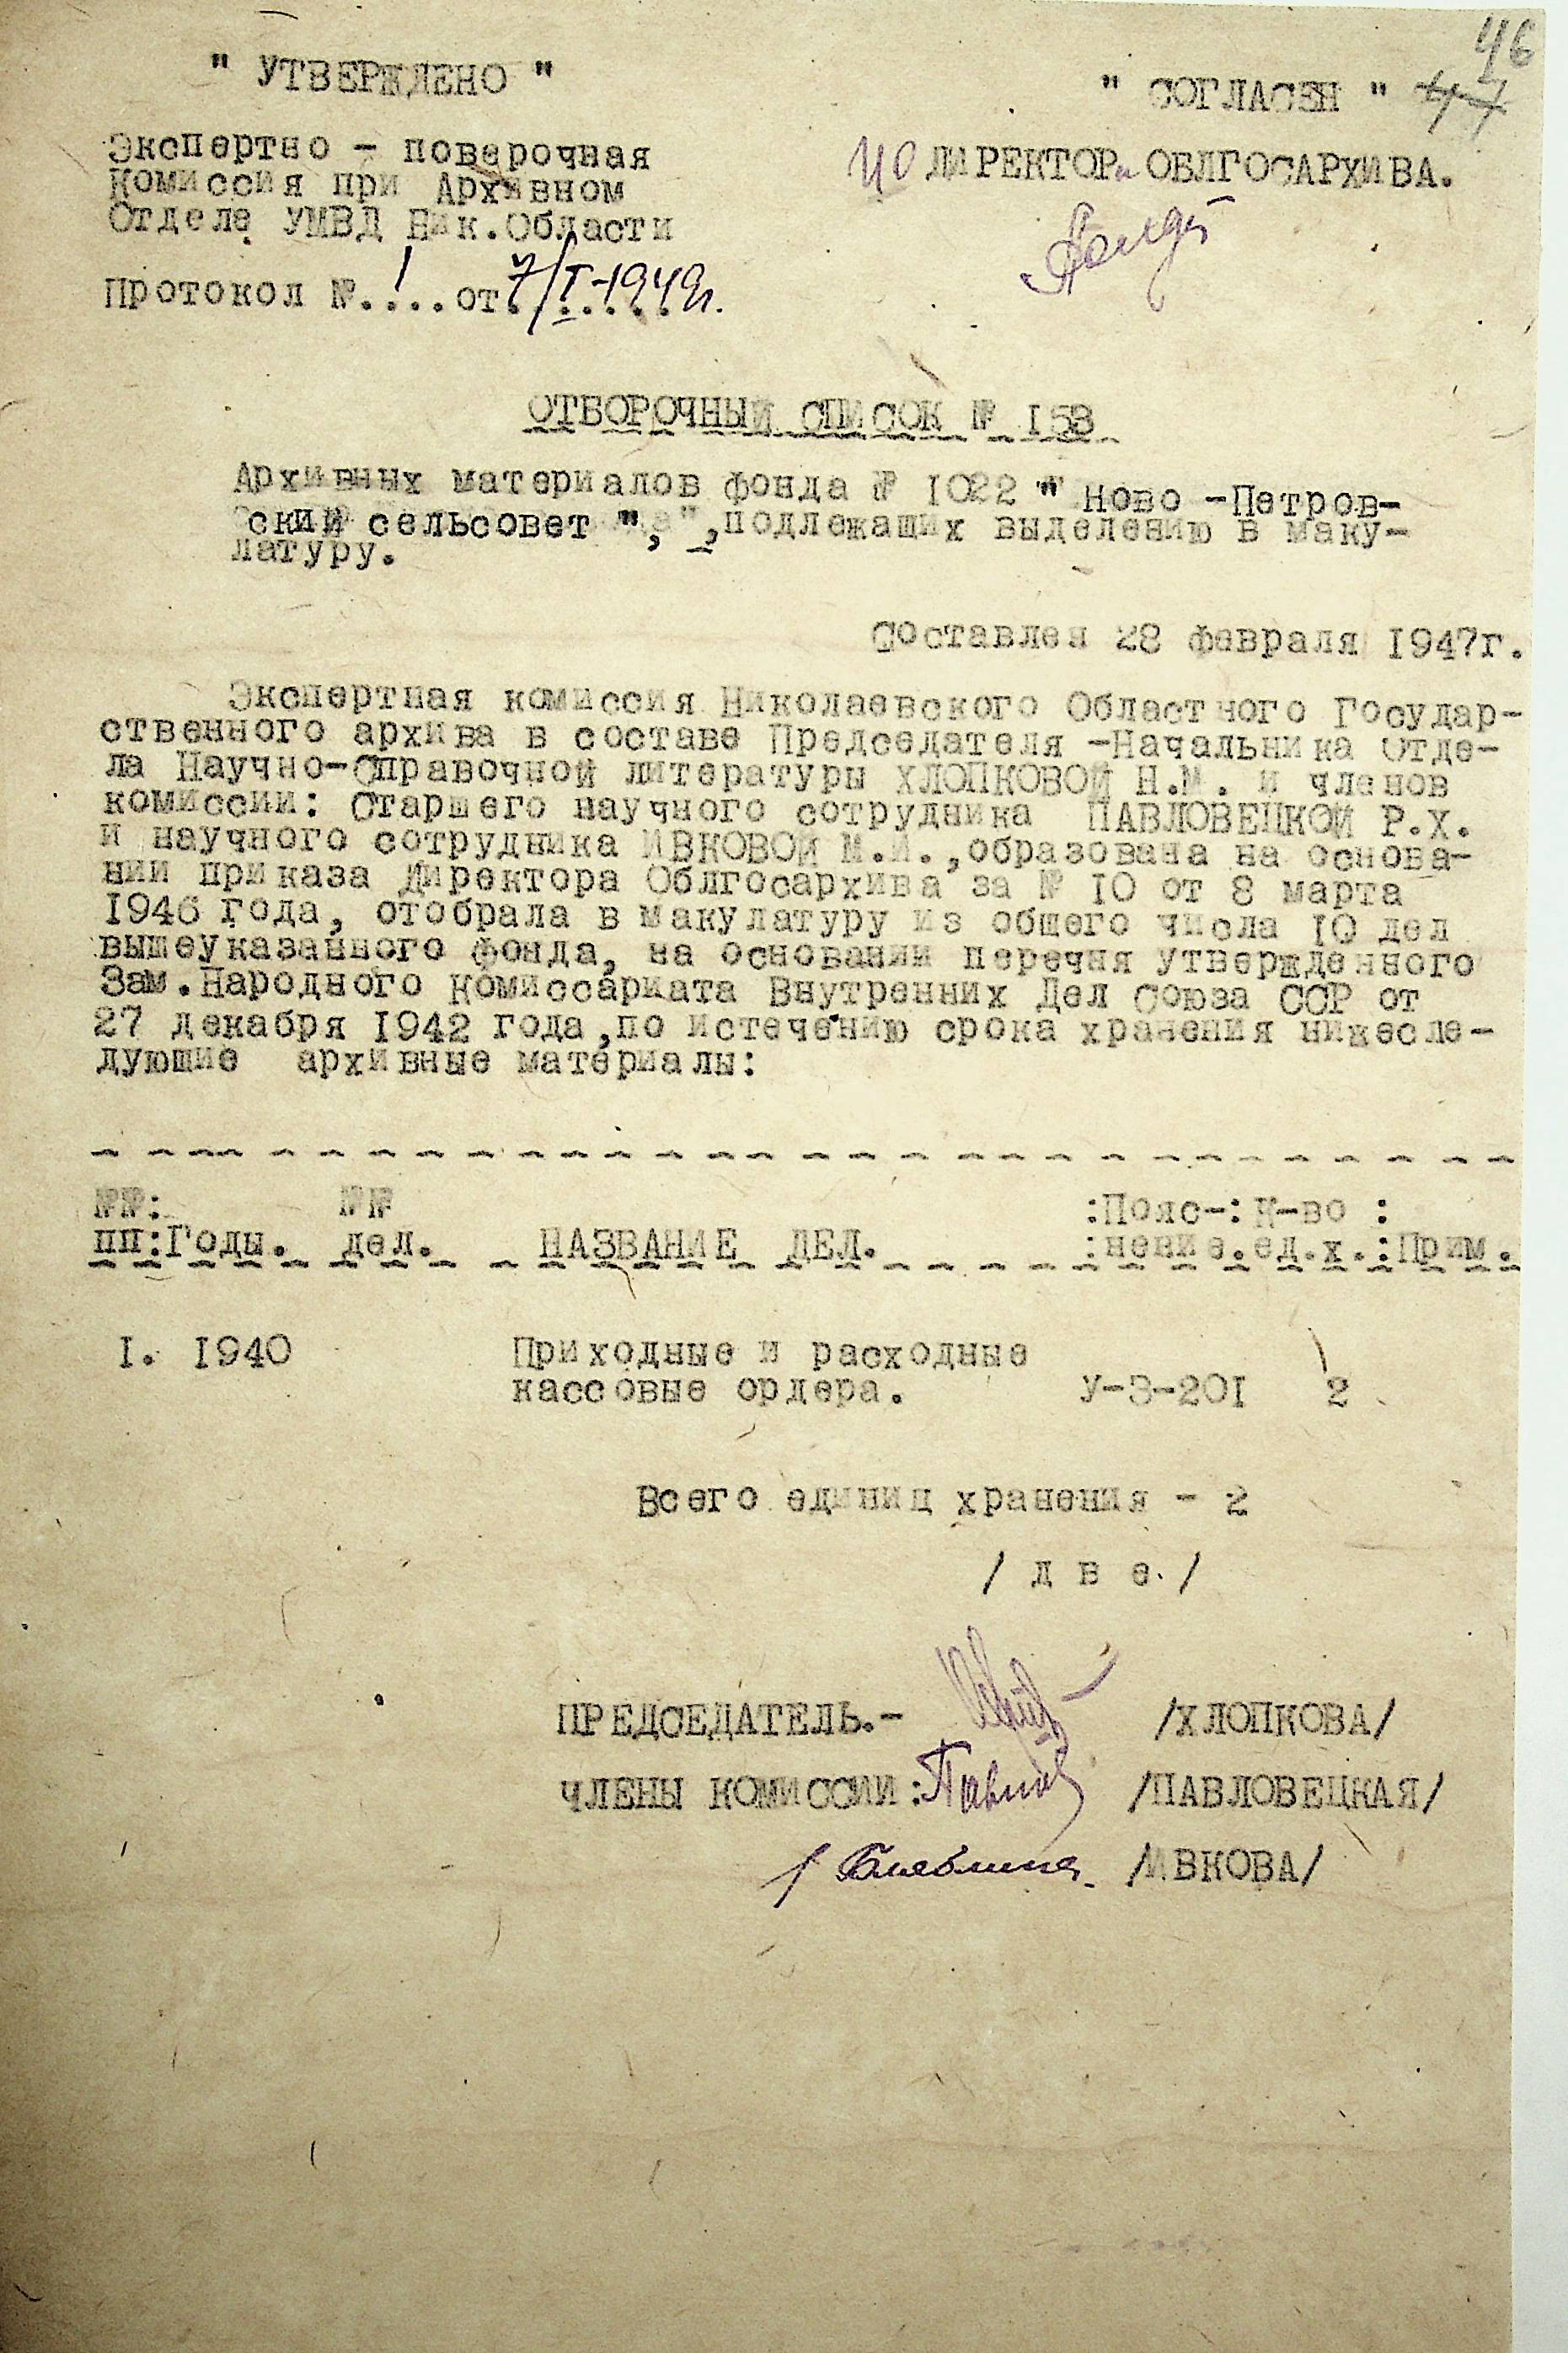 46
" УТВЕРЖДЕНО "
" СОГЛАСЕН " 47
Экспертно - поверочная
Комиссия при Архивном
Отделе УМВД Ник.Области
Протокол №.1...от 7/I-1949г.
ИО ДИРЕКТОРа ОБЛГОСАРХИВА.
ОТБОРОЧНЫЙ СПИСОК № 158
Архивных материалов фонда № 1022 " Ново -Петров-
ский сельсовет ", ,подлежащих выделению в маку-
латуру.
Составлен 28 февраля 1947г.
Экспертная комиссия Николаевского Областного Государ-
ственного архива в составе Председателя -Начальника Отде-
ла Научно-Справочной литературы ХЛОПКОВОЙ Н.М. и членов
комиссии: Старшего научного сотрудника ПАВЛОВЕЦКОЙ Р.Х.
и научного сотрудника ИВКОВОЙ М.И.,образована на основа-
нии приказа Директора Облгосархива за № 10 от 8 марта
1946 года, отобрала в макулатуру из общего числа 10 дел
вышеуказанного фонда, на основании перечня утвержденного
Зам.Народного Комиссариата Внутренних Дел Союза ССР от
27 декабря 1942 года,по истечению срока хранения нижесле-
дующие архивные материалы:
№№: №№ :Пояс-: К-во :
пп:Годы. дел. НАЗВАНИЕ ДЕЛ. :нение.ед.х.:Прим.
I. 1940 Приходные и расходные
кассовые ордера. У-3-201 2
Всего единиц хранения - 2
/ д в е. /
ПРЕДСЕДАТЕЛЬ.- /ХЛОПКОВА/
ЧЛЕНЫ КОМИССИИ: /ПАВЛОВЕЦКАЯ/
/ИВКОВА/